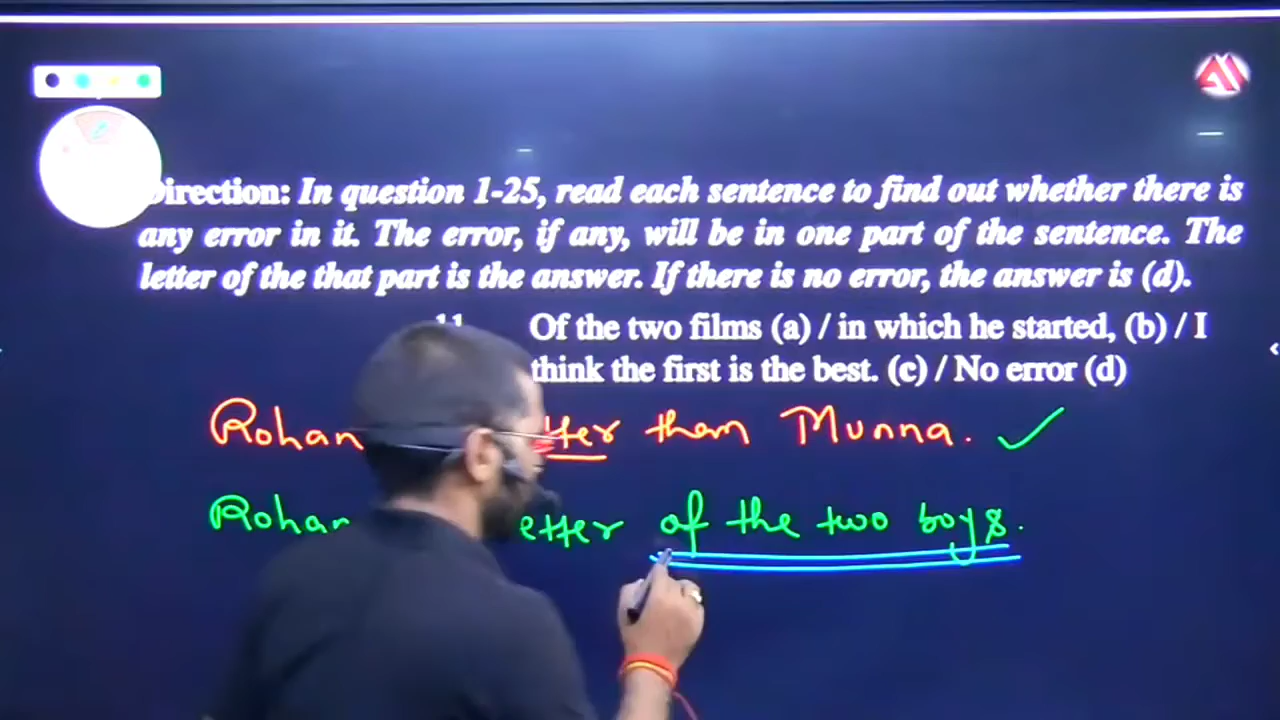 Direction: In question 1-25, read each sentence to find out whether there is
any error in it. The error, if any, will be in one part of the sentence. The
letter of the that part is the answer. If there is no error, the answer is (d).
11. Of the two films (a) / in which he started, (b) / I
think the first is the best. (c) / No error (d)
Rohan tter them Munna.
Rohan etter of the two boys.